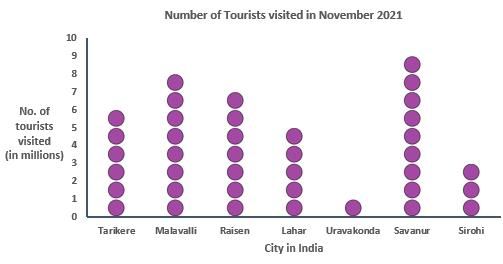 Number of Tourists visited in November 2021
10
9
8
7
6
5
4
3
2
1
0
No. of
tourists
visited
(in millions)
Tarikere Malavalli Raisen Lahar Uravakonda Savanur Sirohi
City in India